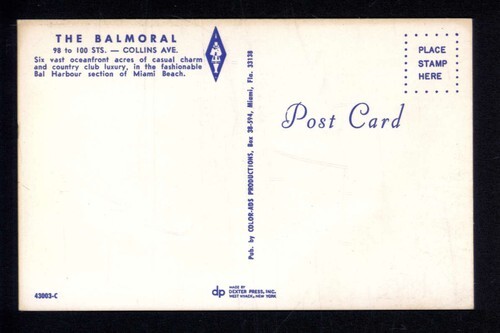 THE BALMORAL
98 to 100 STS. — COLLINS AVE.
Six vast oceanfront acres of casual charm
and country club luxury, in the fashionable
Bal Harbour section of Miami Beach.
PLACE
STAMP
HERE
Post Card
Pub. by COLOR-ADS PRODUCTIONS, Box 38-594, Miami, Fla. 33138
43003-C
dp
MADE BY
DEXTER PRESS, INC.
WEST NYACK, NEW YORK